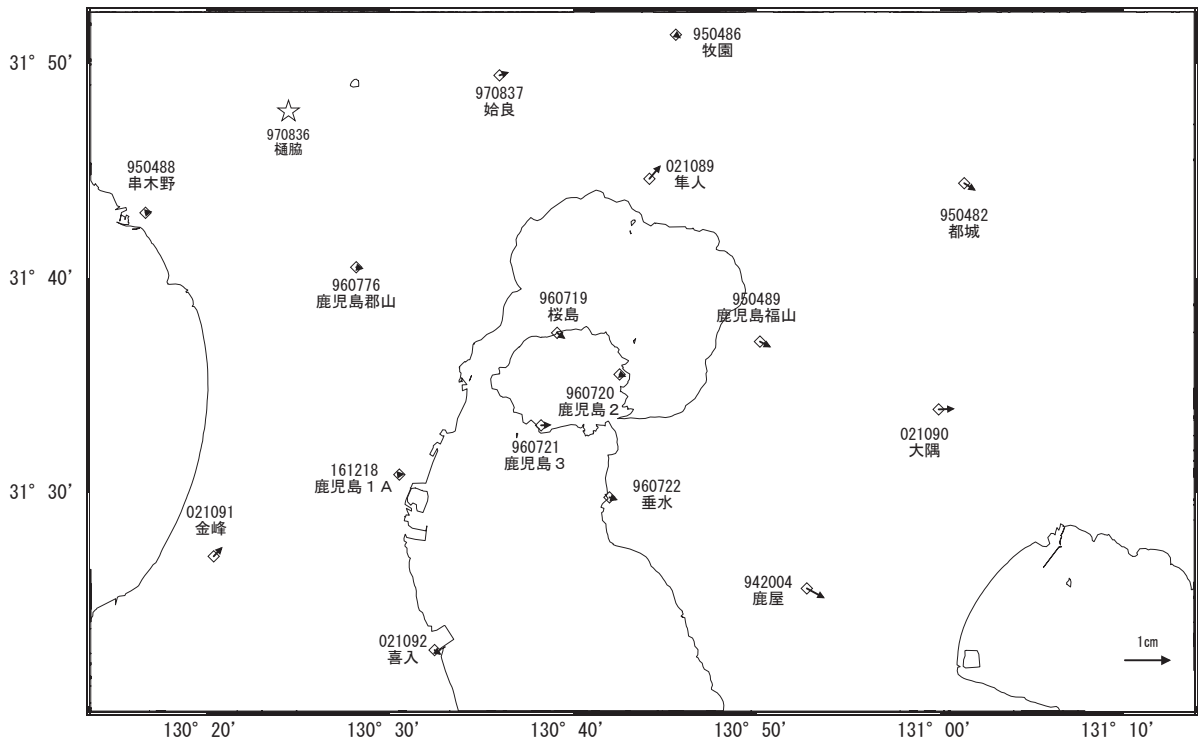 950486
牧園
31° 50'
970837
姶良
970836
樋脇
950488
串木野
021089
隼人
950482
都城
31° 40'
960776
鹿児島郡山
960719
桜島
950489
鹿児島福山
960720
鹿児島２
960721
鹿児島３
021090
大隅
161218
鹿児島１A
31° 30'
960722
垂水
021091
金峰
942004
鹿屋
021092
喜入
1cm
130° 20'
130° 30'
130° 40'
130° 50'
131° 00'
131° 10'